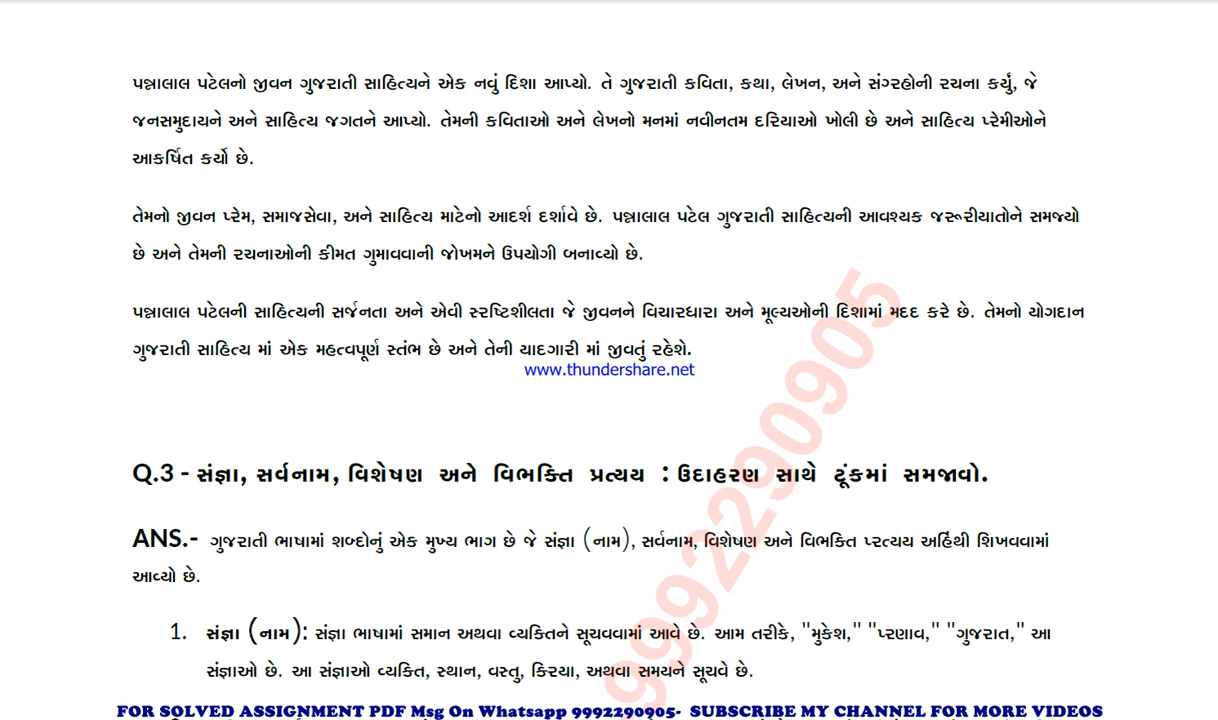 પન્નાલાલ પટેલનો જીવન ગુજરાતી સાહિત્યને એક નવું દિશા આપ્યો. તે ગુજરાતી કવિતા, કથા, લેખન, અને સંગ્રહોની રચના કર્યું, જે
જનસમુદાયને અને સાહિત્ય જગતને આપ્યો. તેમની કવિતાઓ અને લેખનો મનમાં નવીનતમ દરિયાઓ ખોલી છે અને સાહિત્ય પ્રેમીઓને
આકર્ષિત કર્યો છે.
તેમનો જીવન પ્રેમ, સમાજસેવા, અને સાહિત્ય માટેનો આદર્શ દર્શાવે છે. પન્નાલાલ પટેલ ગુજરાતી સાહિત્યની આવશ્યક જરૂરીયાતોને સમજ્યો
છે અને તેમની રચનાઓની કીમત ગુમાવવાની જોખમને ઉપયોગી બનાવ્યો છે.
પન્નાલાલ પટેલની સાહિત્યની સર્જનતા અને એવી સ્રષ્ટિશીલતા જે જીવનને વિચારધારા અને મૂલ્યઓની દિશામાં મદદ કરે છે. તેમનો યોગદાન
ગુજરાતી સાહિત્ય માં એક મહત્વપૂર્ણ સ્તંભ છે અને તેની યાદગારી માં જીવતું રહેશે.
www.thundershare.net
Q.3 - સંજ્ઞા, સર્વનામ, વિશેષણ અને વિભક્તિ પ્રત્યય : ઉદાહરણ સાથે ટૂંકમાં સમજાવો.
ANS.- ગુજરાતી ભાષામાં શબ્દોનું એક મુખ્ય ભાગ છે જે સંજ્ઞા (નામ), સર્વનામ, વિશેષણ અને વિભક્તિ પ્રત્યય અહિંથી શિખવવામાં
આવ્યો છે.
1. સંજ્ઞા (નામ): સંજ્ઞા ભાષામાં સમાન અથવા વ્યક્તિને સૂચવવામાં આવે છે. આમ તરીકે, "મુકેશ," "પ્રણાવ," "ગુજરાત," આ
સંજ્ઞાઓ છે. આ સંજ્ઞાઓ વ્યક્તિ, સ્થાન, વસ્તુ, ક્રિયા, અથવા સમયને સૂચવે છે.
9992290905
FOR SOLVED ASSIGNMENT PDF Msg On Whatsapp 9992290905- SUBSCRIBE MY CHANNEL FOR MORE VIDEOS